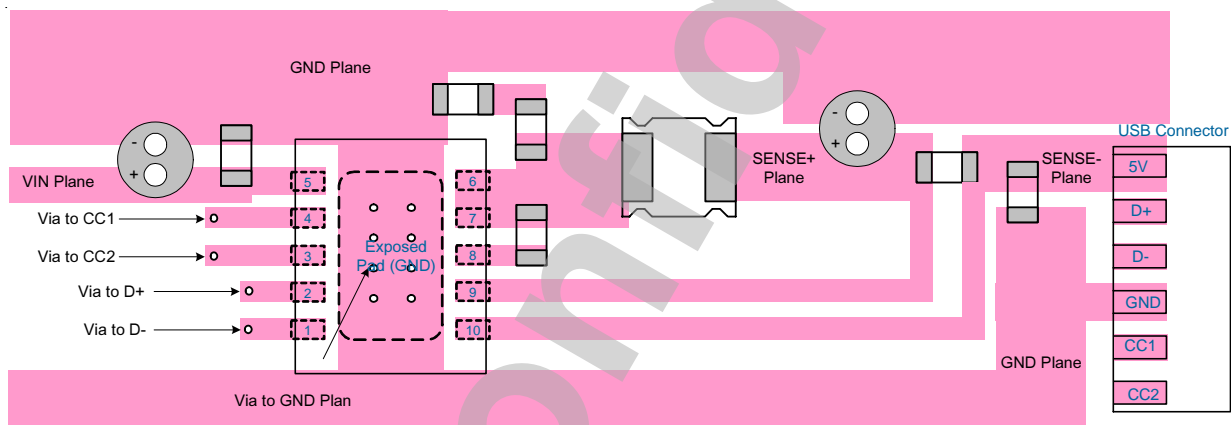 GND Plane
USB Connector
- +
- +
VIN Plane
SENSE+
Plane
SENSE-
Plane
5V
5
6
Via to CC1
4
7
D+
Via to CC2
3
Exposed
Pad (GND)
8
D-
Via to D+
2
9
GND
Via to D-
1
10
CC1
GND Plane
Via to GND Plan
CC2
onfid